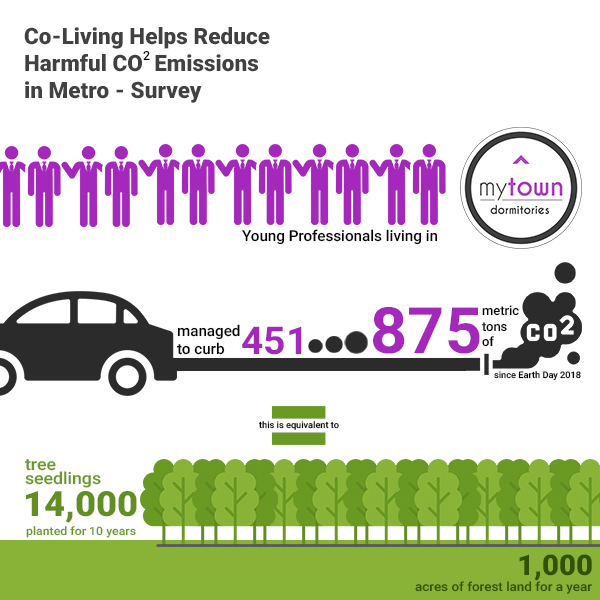 Co-Living Helps Reduce
Harmful CO² Emissions
in Metro - Survey
mytown
dormitories
Young Professionals living in
managed
to curb
451
875
metric
tons
of
CO2
since Earth Day 2018
this is equivalent to
tree
seedlings
14,000
planted for 10 years
1,000
acres of forest land for a year